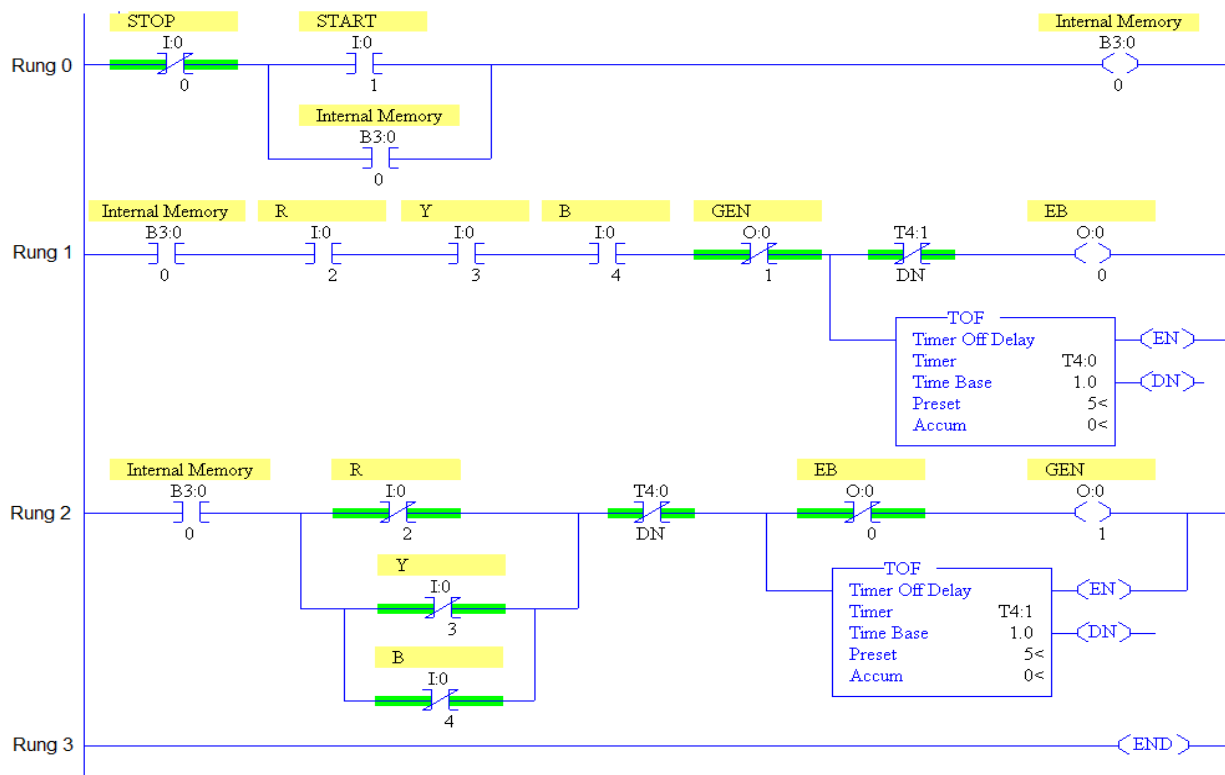 STOP START Internal Memory
I:0 I:0 B3:0
Rung 0
0 1 0
Internal Memory
B3:0
0
Internal Memory R Y B GEN EB
B3:0 I:0 I:0 I:0 O:0 T4:1 O:0
Rung 1
0 2 3 4 1 DN 0
TOF
Timer Off Delay EN
Timer T4:0
Time Base 1.0 DN
Preset 5<
Accum 0<
Internal Memory R EB GEN
B3:0 I:0 T4:0 O:0 O:0
Rung 2
0 2 DN 0 1
Y
I:0
3
B
I:0
4
TOF
Timer Off Delay EN
Timer T4:1
Time Base 1.0 DN
Preset 5<
Accum 0<
Rung 3 END